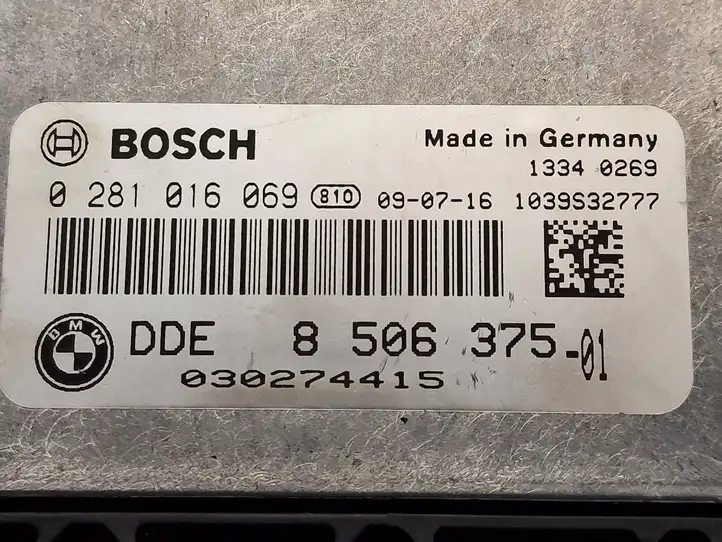 BOSCH Made in Germany
1334 0269
0 281 016 069 810 09-07-16 1039S32777
BMW DDE 8 506 375-01
030274415